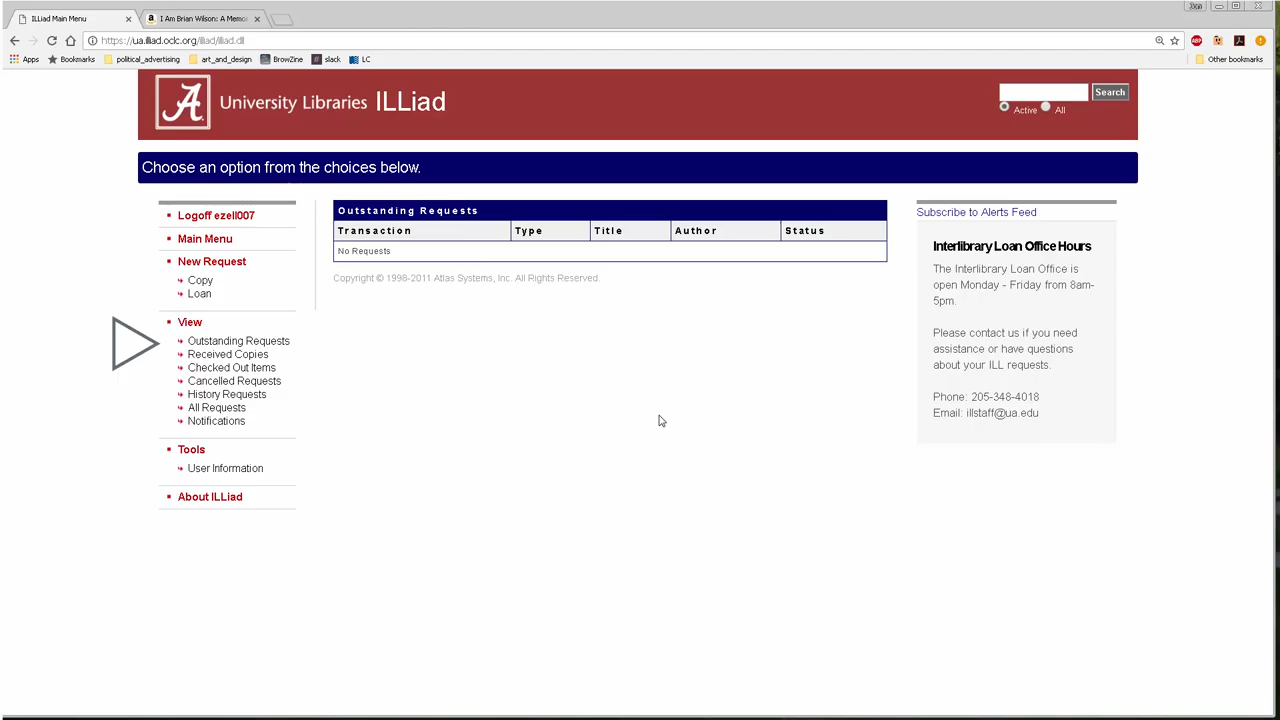 ILLiad Main Menu
I Am Brian Wilson: A Memo
https://ua.illiad.oclc.org/illiad/illiad.dll
Apps
Bookmarks
political_advertising
art_and_design
BrowZine
slack
LC
Other bookmarks
A University Libraries ILLiad
Search
Active
All
Choose an option from the choices below.
Logoff ezell007
Main Menu
New Request
Copy
Loan
View
Outstanding Requests
Received Copies
Checked Out Items
Cancelled Requests
History Requests
All Requests
Notifications
Tools
User Information
About ILLiad
Outstanding Requests
Transaction Type Title Author Status
No Requests
Copyright © 1998-2011 Atlas Systems, Inc. All Rights Reserved.
Subscribe to Alerts Feed
Interlibrary Loan Office Hours
The Interlibrary Loan Office is
open Monday - Friday from 8am-
5pm.
Please contact us if you need
assistance or have questions
about your ILL requests.
Phone: 205-348-4018
Email: illstaff@ua.edu